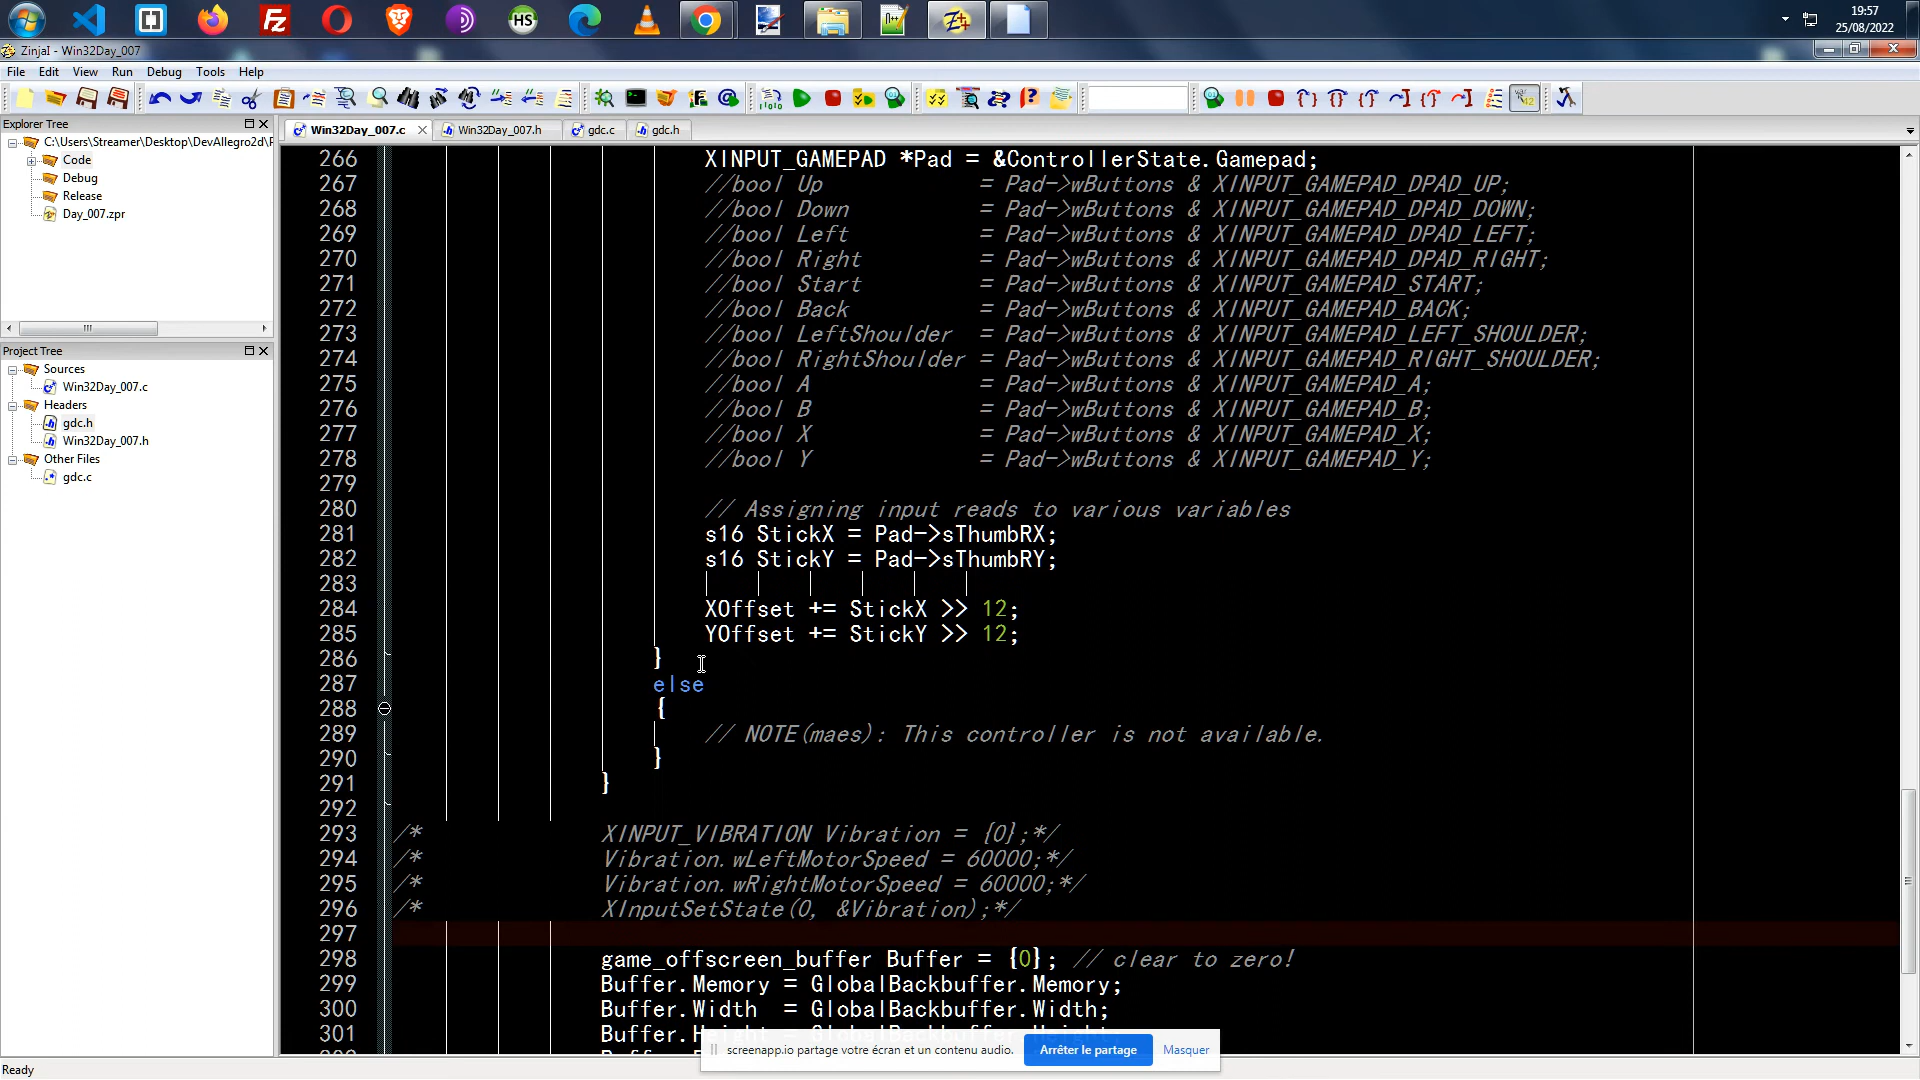 19:57
25/08/2022
ZinjaI - Win32Day_007
File Edit View Run Debug Tools Help
Explorer Tree
C:\Users\Streamer\Desktop\DevAllegro2d\
Code
Debug
Release
Day_007.zpr
Project Tree
Sources
Win32Day_007.c
Headers
gdc.h
Win32Day_007.h
Other Files
gdc.c
Win32Day_007.c Win32Day_007.h gdc.c gdc.h
266 XINPUT_GAMEPAD *Pad = &ControllerState.Gamepad;
267 //bool Up = Pad->wButtons & XINPUT_GAMEPAD_DPAD_UP;
268 //bool Down = Pad->wButtons & XINPUT_GAMEPAD_DPAD_DOWN;
269 //bool Left = Pad->wButtons & XINPUT_GAMEPAD_DPAD_LEFT;
270 //bool Right = Pad->wButtons & XINPUT_GAMEPAD_DPAD_RIGHT;
271 //bool Start = Pad->wButtons & XINPUT_GAMEPAD_START;
272 //bool Back = Pad->wButtons & XINPUT_GAMEPAD_BACK;
273 //bool LeftShoulder = Pad->wButtons & XINPUT_GAMEPAD_LEFT_SHOULDER;
274 //bool RightShoulder = Pad->wButtons & XINPUT_GAMEPAD_RIGHT_SHOULDER;
275 //bool A = Pad->wButtons & XINPUT_GAMEPAD_A;
276 //bool B = Pad->wButtons & XINPUT_GAMEPAD_B;
277 //bool X = Pad->wButtons & XINPUT_GAMEPAD_X;
278 //bool Y = Pad->wButtons & XINPUT_GAMEPAD_Y;
279
280 // Assigning input reads to various variables
281 s16 StickX = Pad->sThumbRX;
282 s16 StickY = Pad->sThumbRY;
283
284 XOffset += StickX >> 12;
285 YOffset += StickY >> 12;
286 }
287 else
288 {
289 // NOTE(maes): This controller is not available.
290 }
291 }
292
293 /* XINPUT_VIBRATION Vibration = {0};*/
294 /* Vibration.wLeftMotorSpeed = 60000;*/
295 /* Vibration.wRightMotorSpeed = 60000;*/
296 /* XInputSetState(0, &Vibration);*/
297
298 game_offscreen_buffer Buffer = {0}; // clear to zero!
299 Buffer.Memory = GlobalBackbuffer.Memory;
300 Buffer.Width = GlobalBackbuffer.Width;
301
screenapp.io partage votre écran et un contenu audio. Arrêter le partage Masquer
Ready